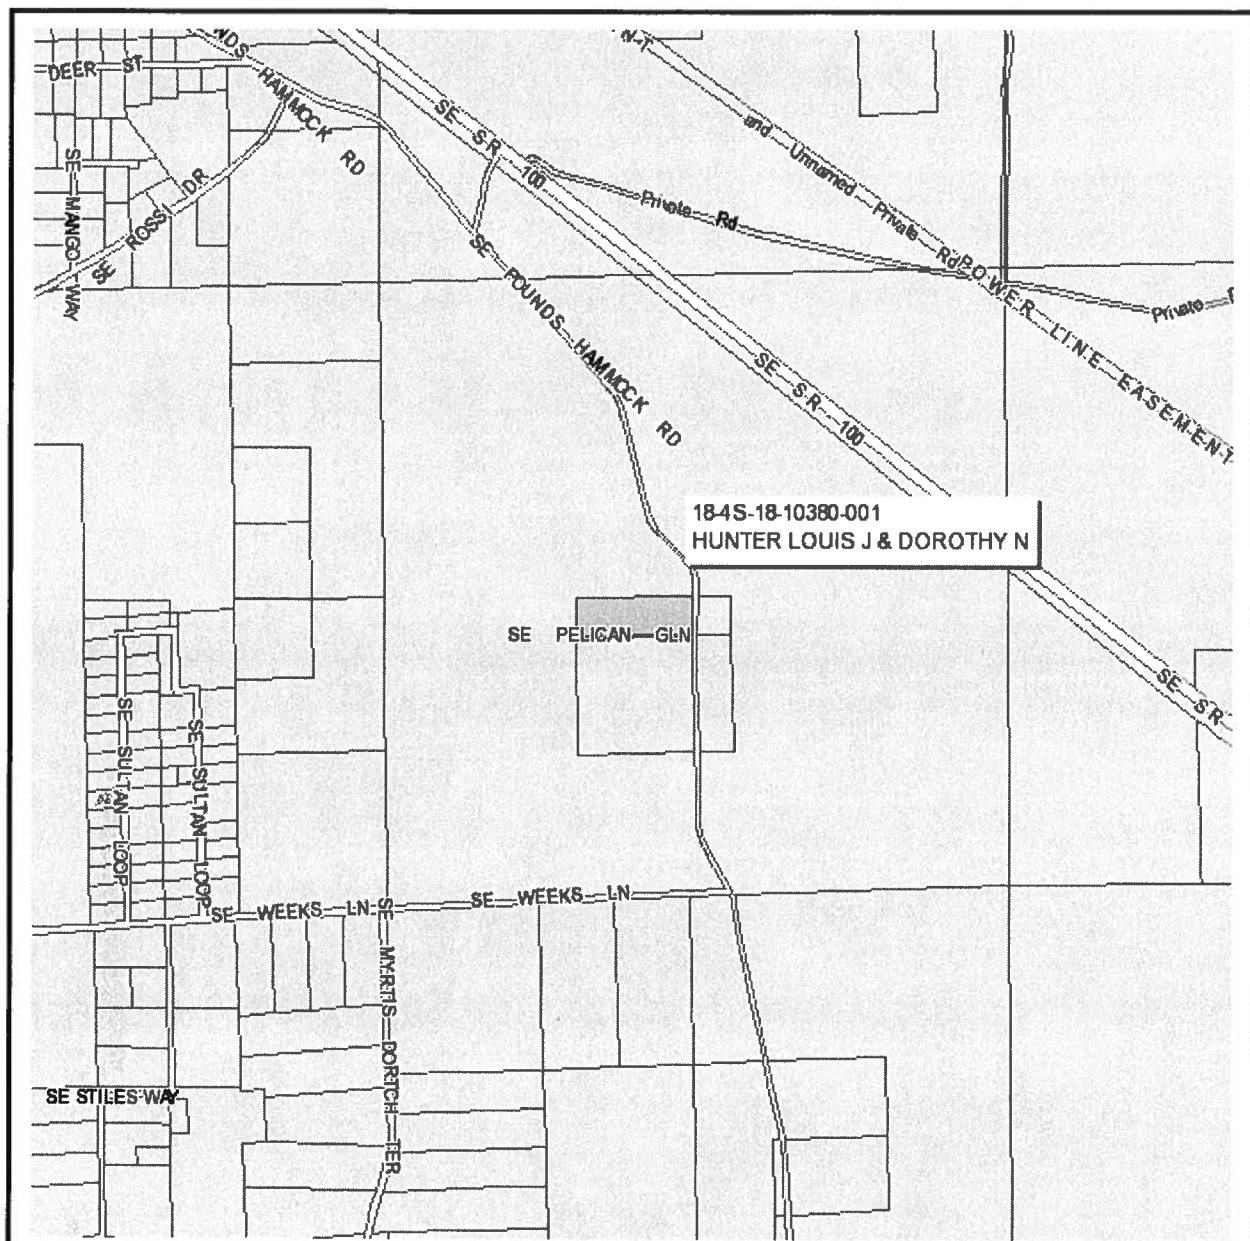 NDS HAMMOCK RD
DEER ST
SE MANGO WAY
SE ROSSI DR
SE SR 100
and Unnamed Private Rd
Private Rd
POWER LINE EASEMENT
Private
SE POUNDS HAMMOCK RD
SE SR 100
18-4S-18-10380-001
HUNTER LOUIS J & DOROTHY N
SE PELICAN GLN
SE SR
SE SULTAN LOOP
SE SULTAN LOOP
SE WEEKS LN
SE WEEKS LN
SE MYRTIS DORTCH TER
SE STILES WAY